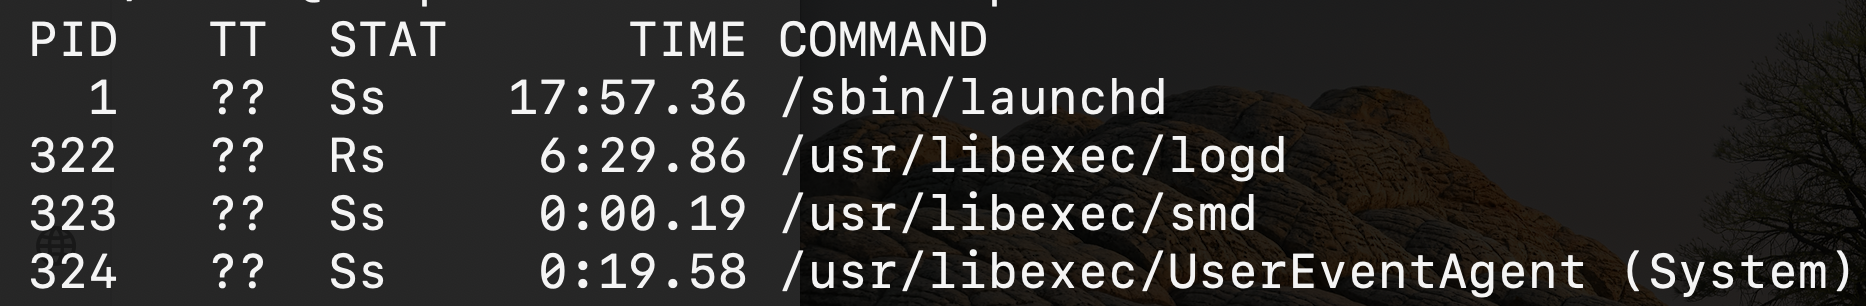 PID TT STAT TIME COMMAND
1 ?? Ss 17:57.36 /sbin/launchd
322 ?? Rs 6:29.86 /usr/libexec/logd
323 ?? Ss 0:00.19 /usr/libexec/smd
324 ?? Ss 0:19.58 /usr/libexec/UserEventAgent (System)